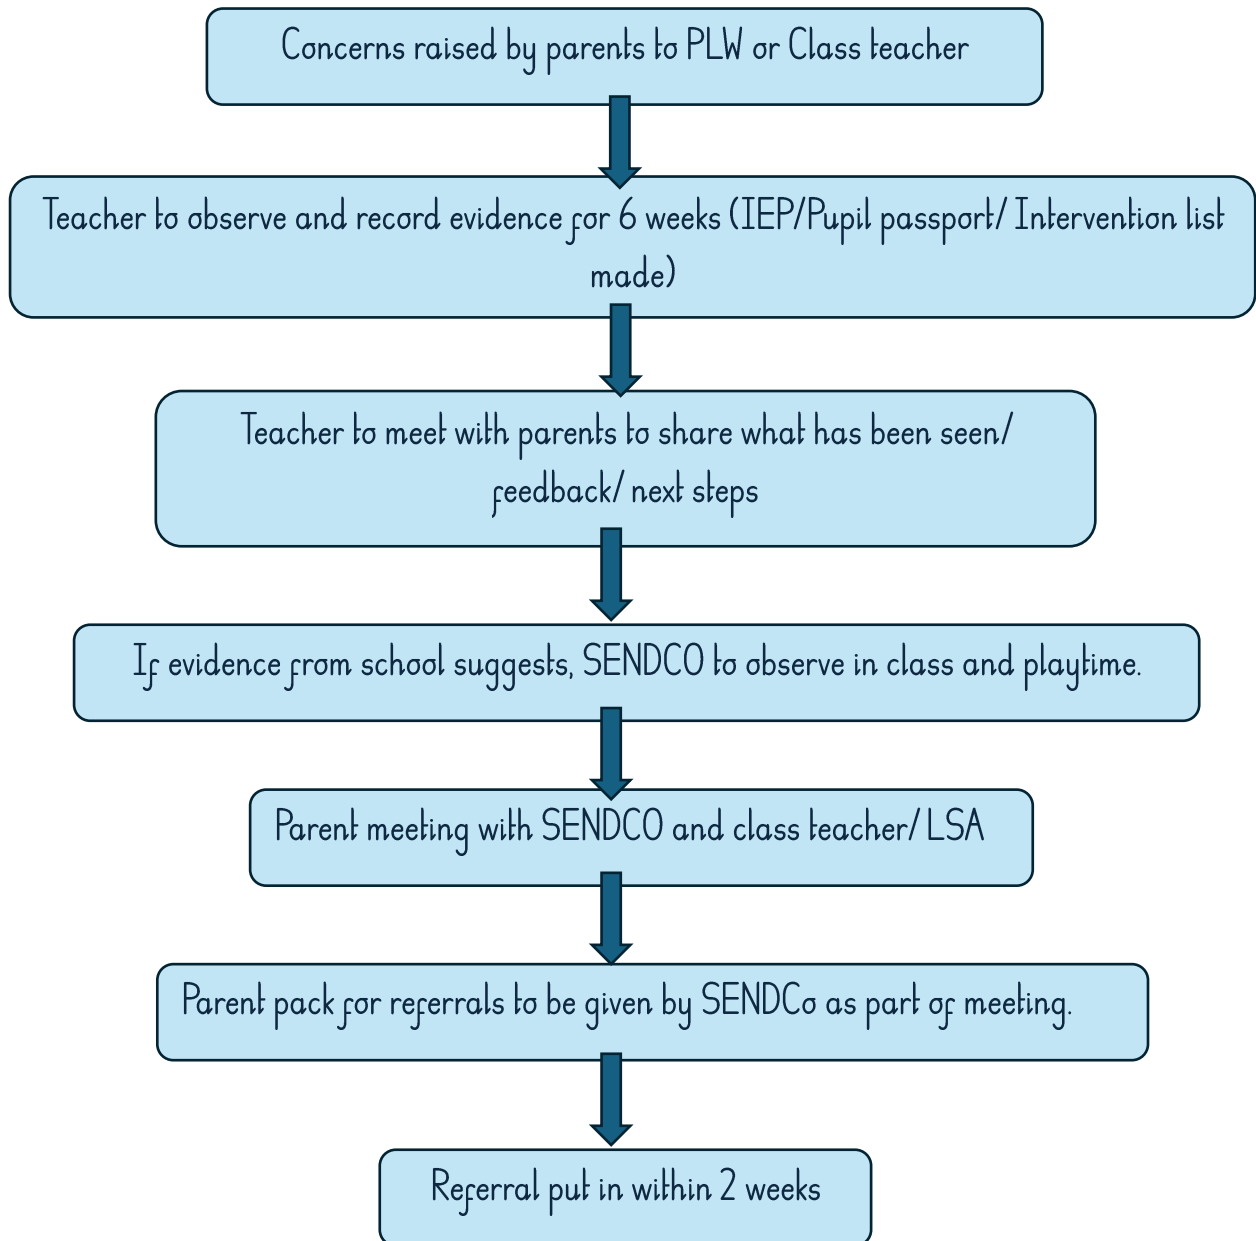 Concerns raised by parents to PLW or Class teacher
Teacher to observe and record evidence for 6 weeks (IEP/Pupil passport/ Intervention list
made)
Teacher to meet with parents to share what has been seen/
feedback/ next steps
If evidence from school suggests, SENDCO to observe in class and playtime.
Parent meeting with SENDCO and class teacher/ LSA
Parent pack for referrals to be given by SENDCo as part of meeting.
Referral put in within 2 weeks